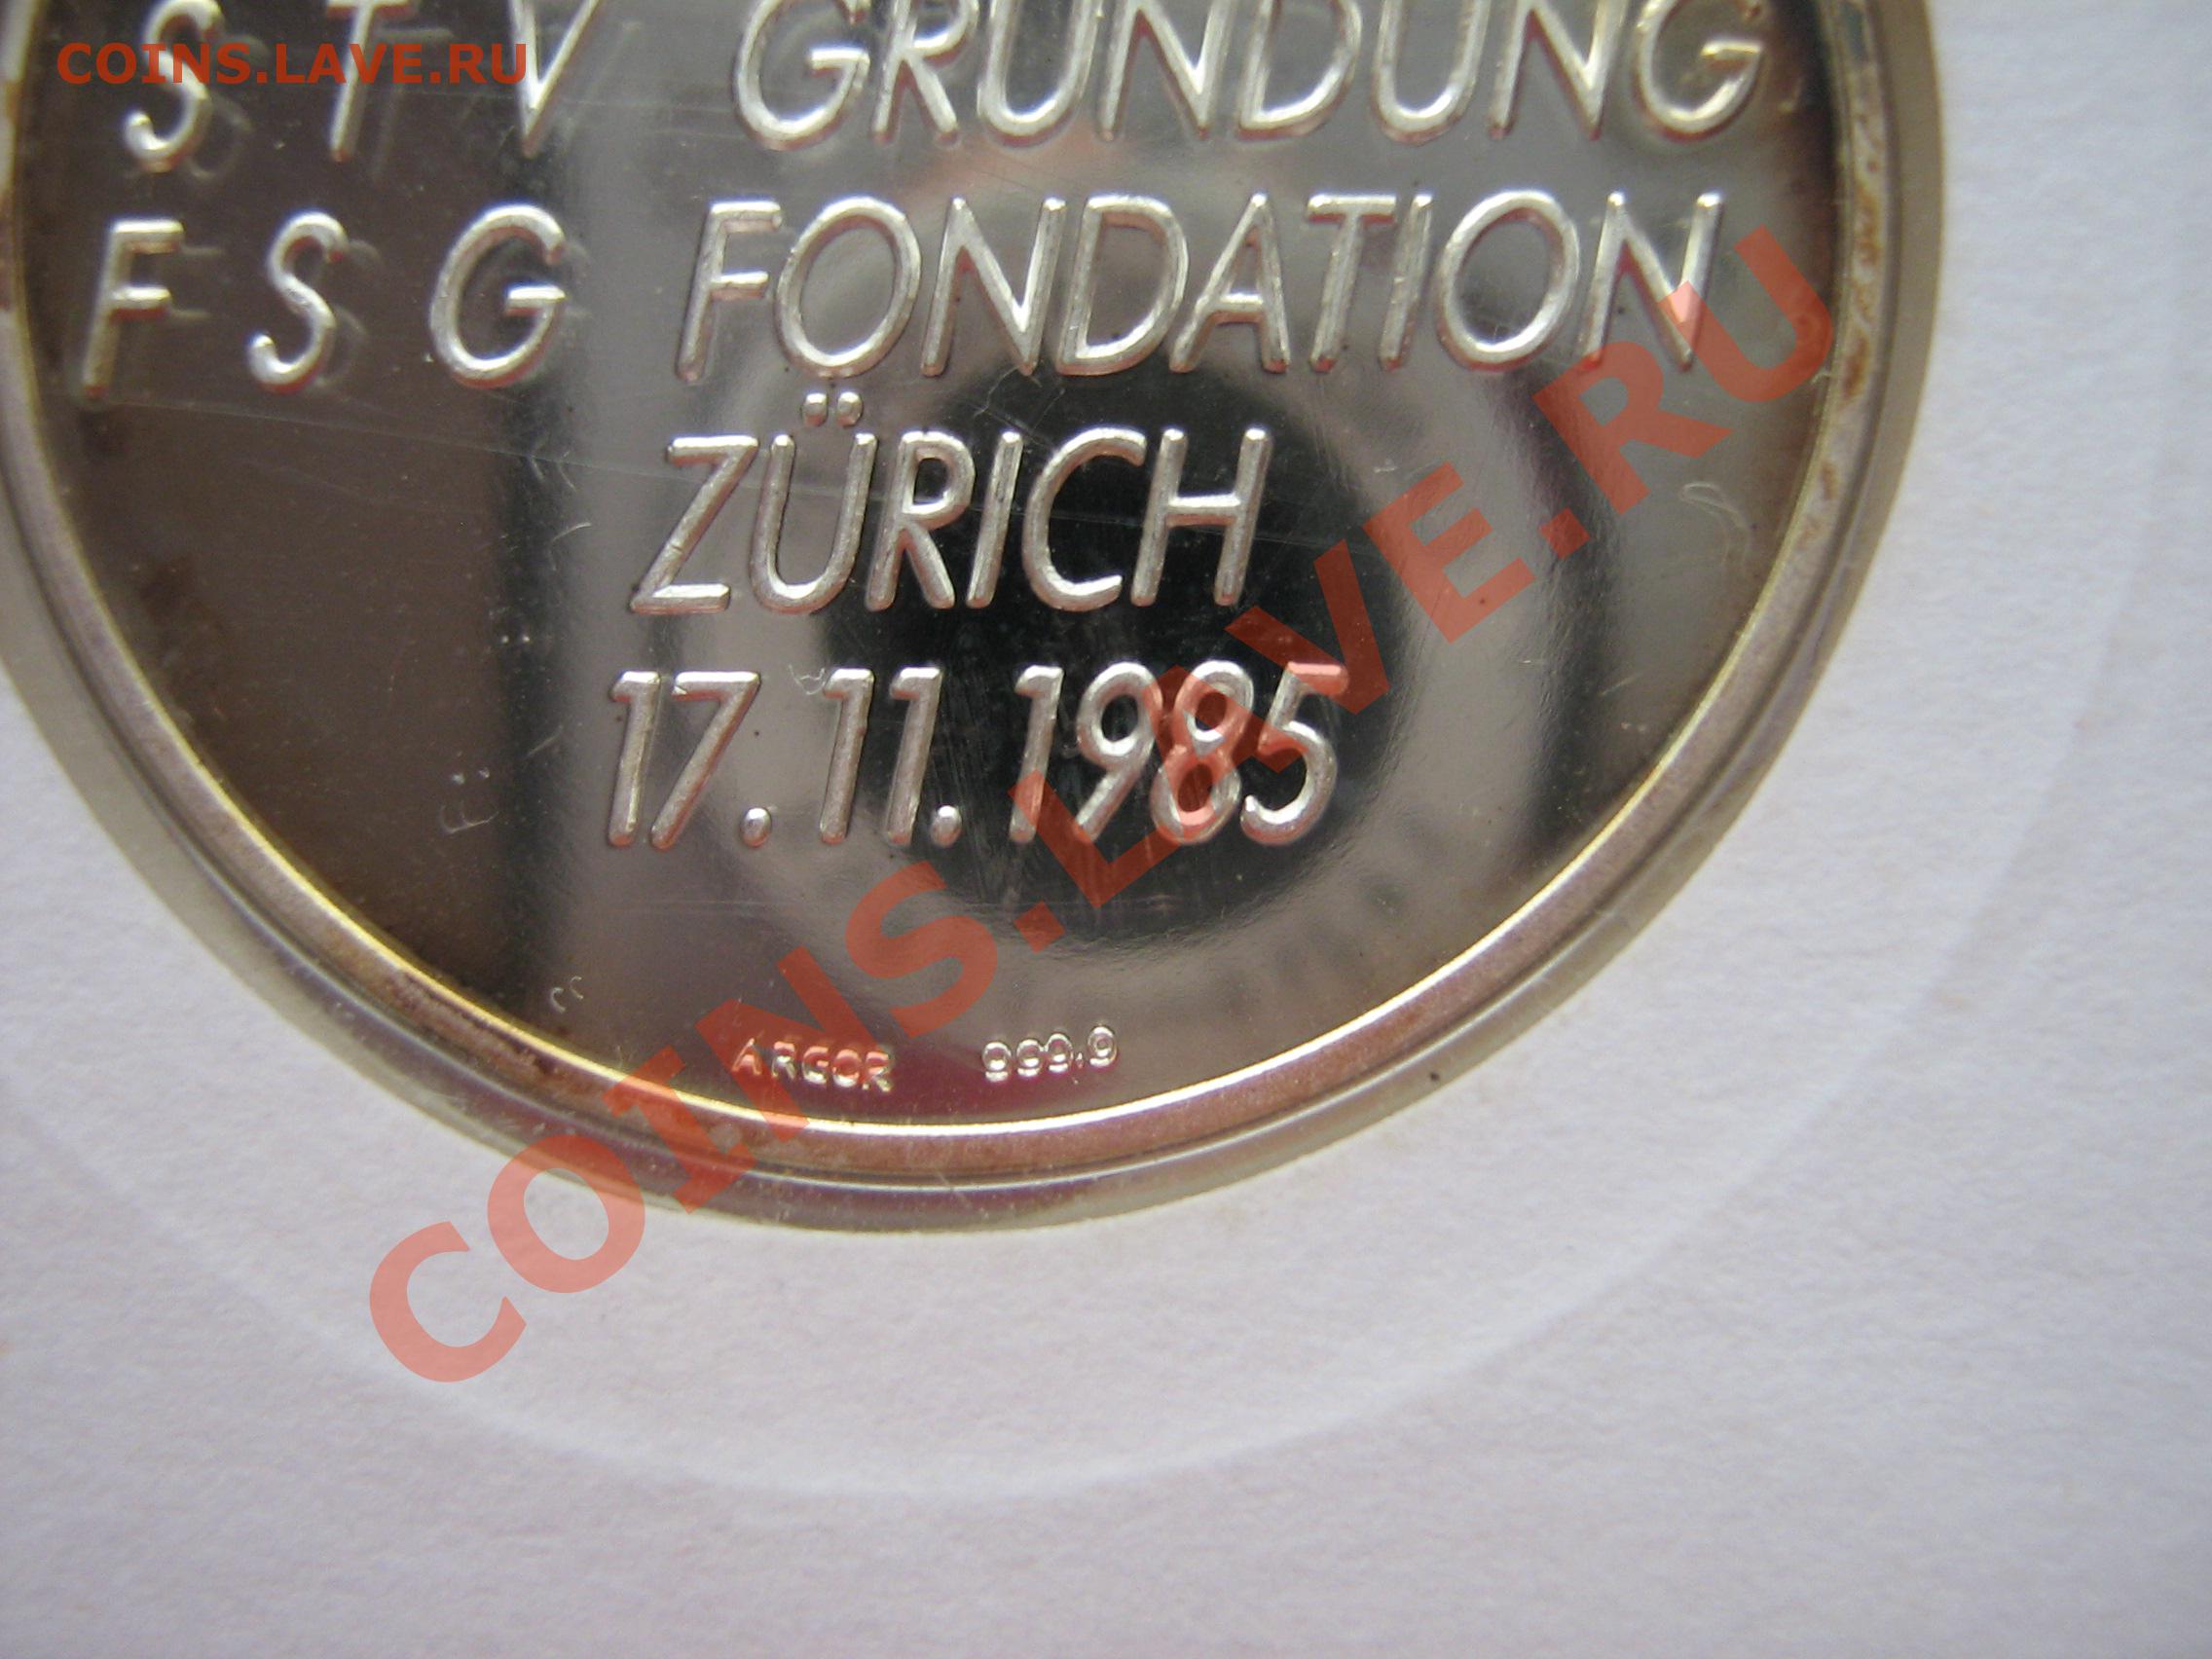 COINS.LAVE.RU
S T V GRÜNDUNG
F S G FONDATION
ZÜRICH
17.11.1985
ARGOR 999,9
COINS.LAVE.RU